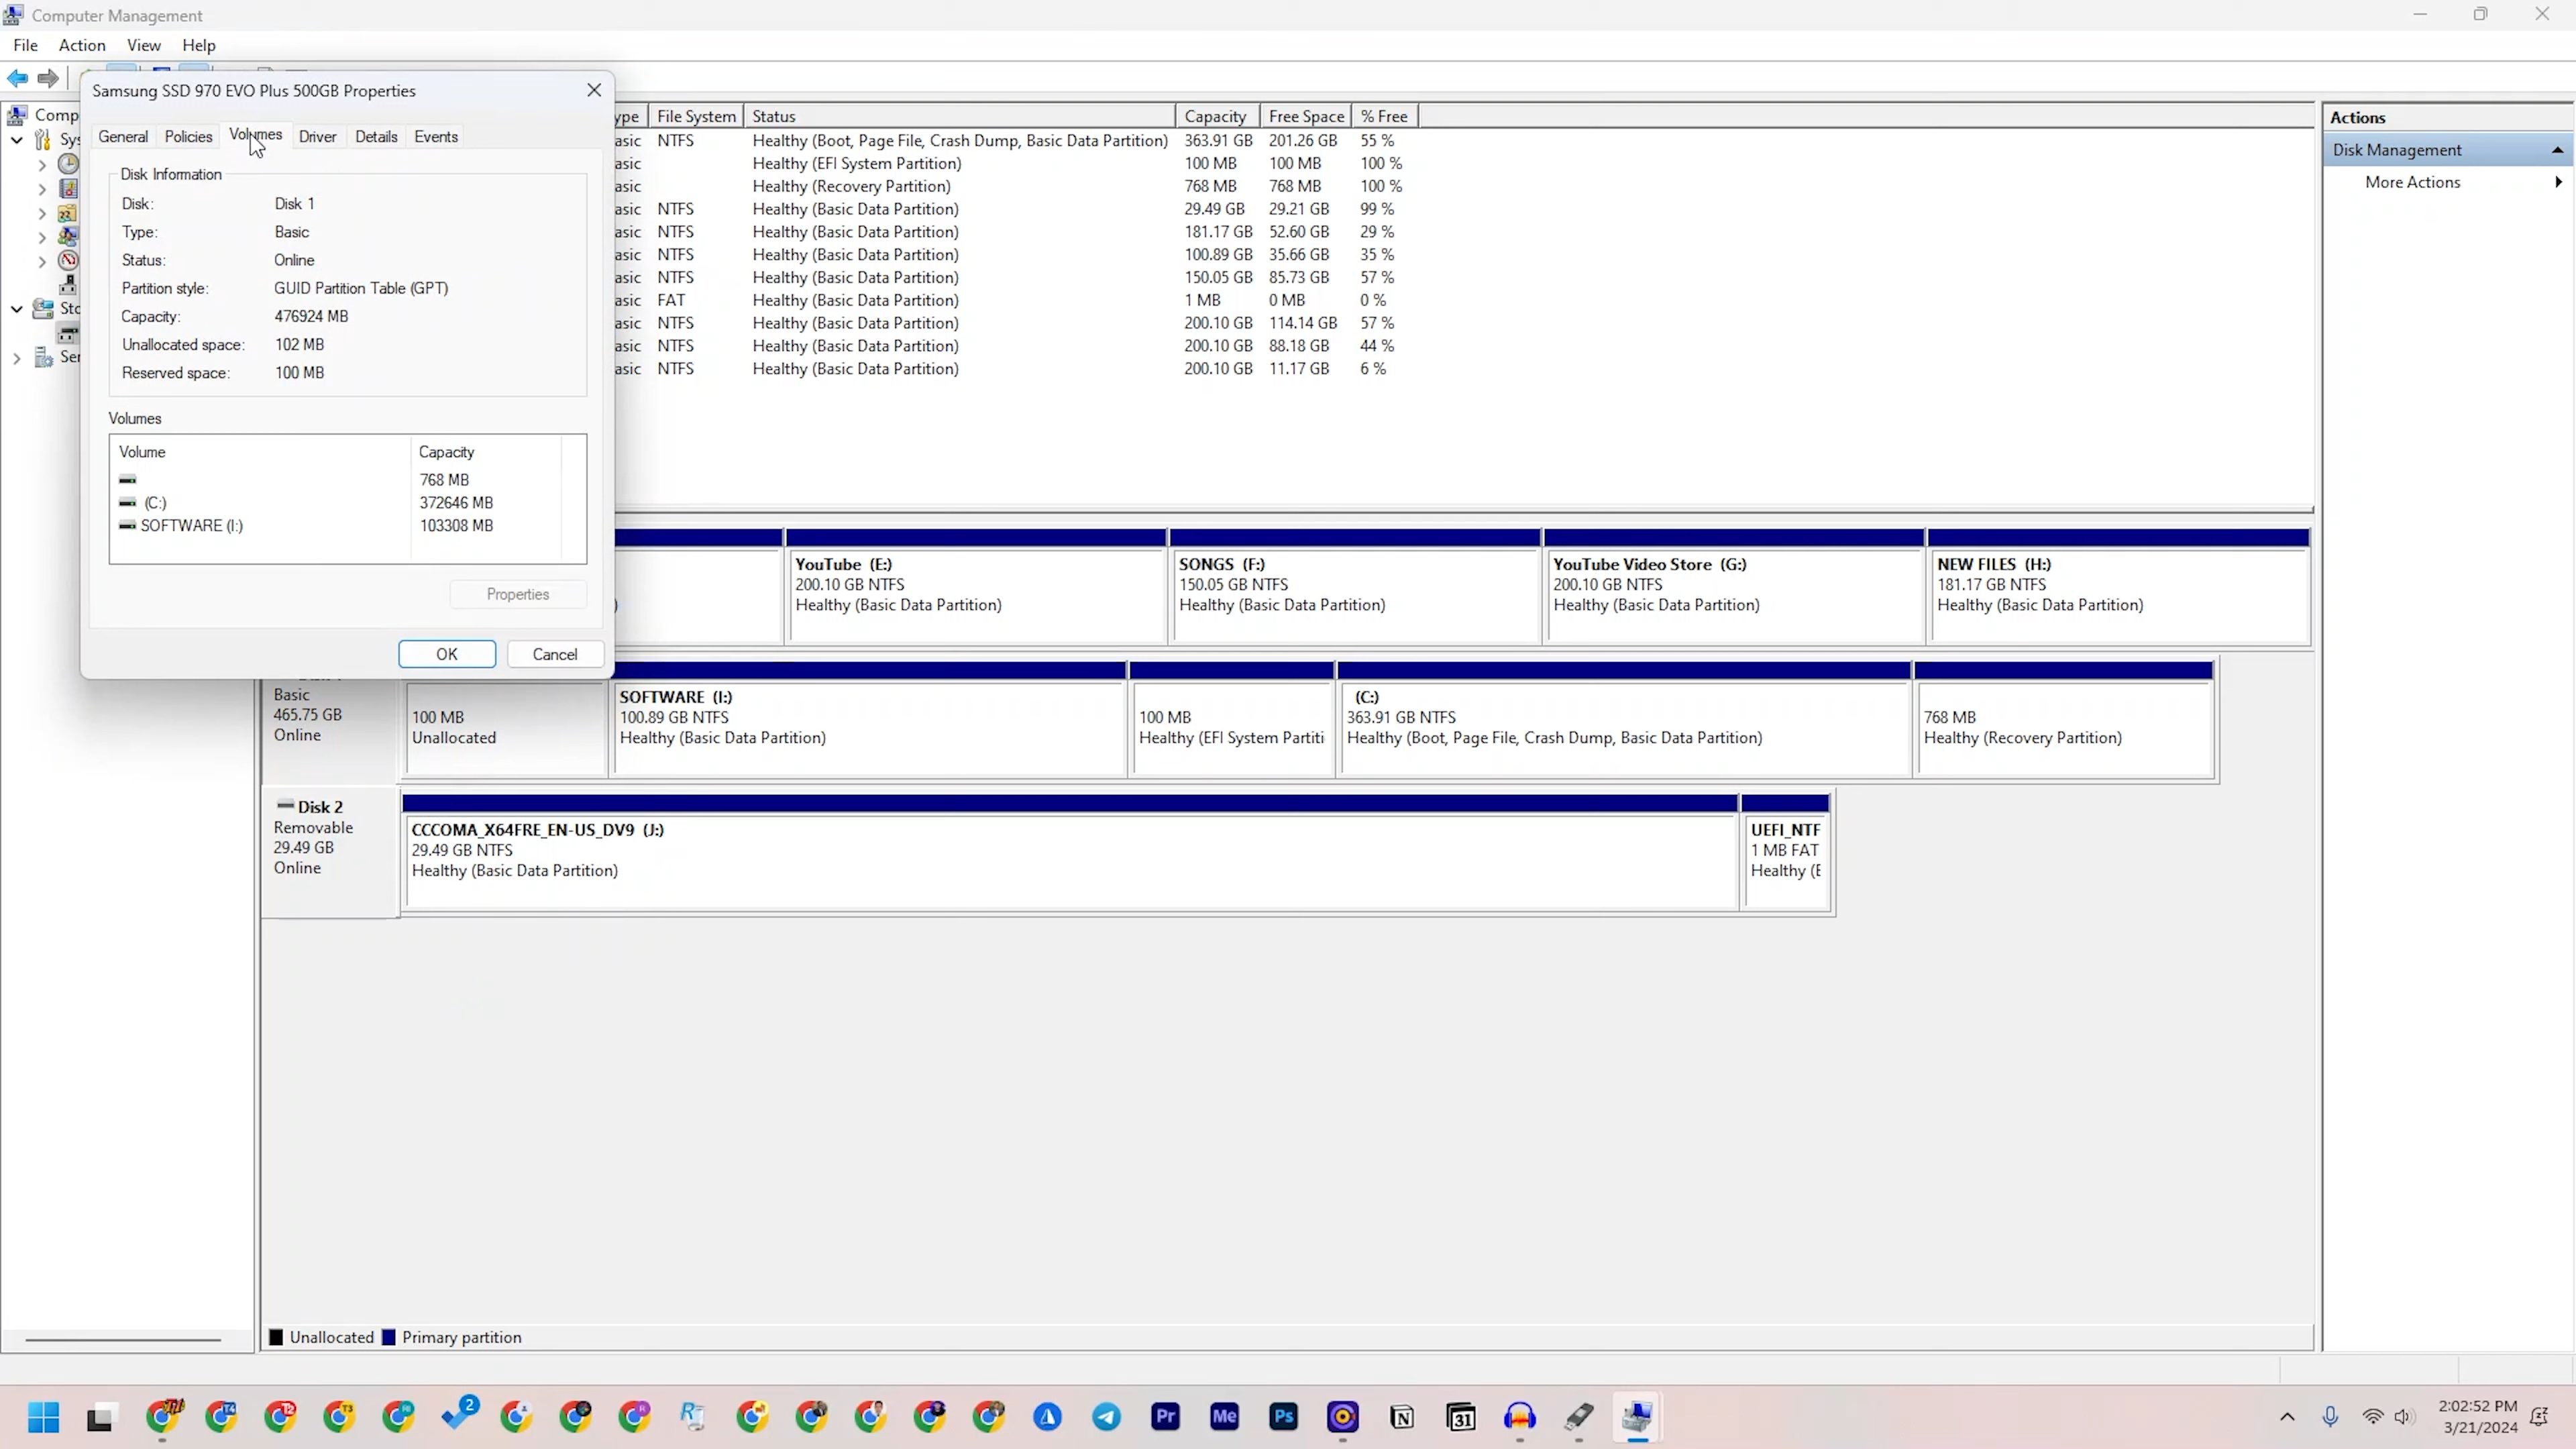 Computer Management
File Action View Help
Samsung SSD 970 EVO Plus 500GB Properties
General Policies Volumes Driver Details Events
Disk Information
Disk: Disk 1
Type: Basic
Status: Online
Partition style: GUID Partition Table (GPT)
Capacity: 476924 MB
Unallocated space: 102 MB
Reserved space: 100 MB
Volumes
Volume Capacity
768 MB
(C:) 372646 MB
SOFTWARE (I:) 103308 MB
Properties
OK Cancel
Comp
Sys
Sto
Ser
ype File System Status Capacity Free Space % Free
asic NTFS Healthy (Boot, Page File, Crash Dump, Basic Data Partition) 363.91 GB 201.26 GB 55 %
asic Healthy (EFI System Partition) 100 MB 100 MB 100 %
asic Healthy (Recovery Partition) 768 MB 768 MB 100 %
asic NTFS Healthy (Basic Data Partition) 29.49 GB 29.21 GB 99 %
asic NTFS Healthy (Basic Data Partition) 181.17 GB 52.60 GB 29 %
asic NTFS Healthy (Basic Data Partition) 100.89 GB 35.66 GB 35 %
asic NTFS Healthy (Basic Data Partition) 150.05 GB 85.73 GB 57 %
asic FAT Healthy (Basic Data Partition) 1 MB 0 MB 0 %
asic NTFS Healthy (Basic Data Partition) 200.10 GB 114.14 GB 57 %
asic NTFS Healthy (Basic Data Partition) 200.10 GB 88.18 GB 44 %
asic NTFS Healthy (Basic Data Partition) 200.10 GB 11.17 GB 6 %
Actions
Disk Management
More Actions
)
YouTube (E:)
200.10 GB NTFS
Healthy (Basic Data Partition)
SONGS (F:)
150.05 GB NTFS
Healthy (Basic Data Partition)
YouTube Video Store (G:)
200.10 GB NTFS
Healthy (Basic Data Partition)
NEW FILES (H:)
181.17 GB NTFS
Healthy (Basic Data Partition)
Basic
465.75 GB
Online
100 MB
Unallocated
SOFTWARE (I:)
100.89 GB NTFS
Healthy (Basic Data Partition)
100 MB
Healthy (EFI System Partiti
(C:)
363.91 GB NTFS
Healthy (Boot, Page File, Crash Dump, Basic Data Partition)
768 MB
Healthy (Recovery Partition)
Disk 2
Removable
29.49 GB
Online
CCCOMA_X64FRE_EN-US_DV9 (J:)
29.49 GB NTFS
Healthy (Basic Data Partition)
UEFI_NTF
1 MB FAT
Healthy (E
Unallocated Primary partition
T4 T2 T3 2 R Pr Me Ps N 31
2:02:52 PM
3/21/2024